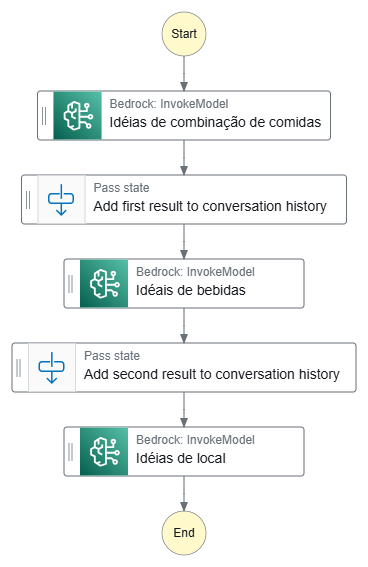 Start
Bedrock: InvokeModel
Idéias de combinação de comidas
Pass state
Add first result to conversation history
Bedrock: InvokeModel
Idéais de bebidas
Pass state
Add second result to conversation history
Bedrock: InvokeModel
Idéias de local
End